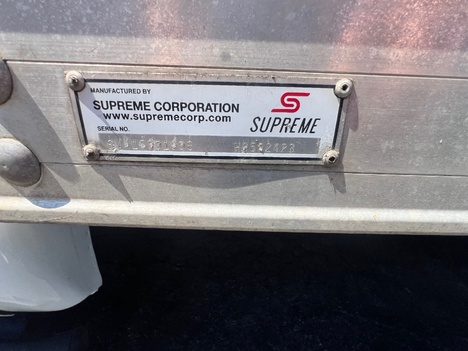 MANUFACTURED BY
SUPREME CORPORATION
www.supremecorp.com
SERIAL NO.
SUPREME